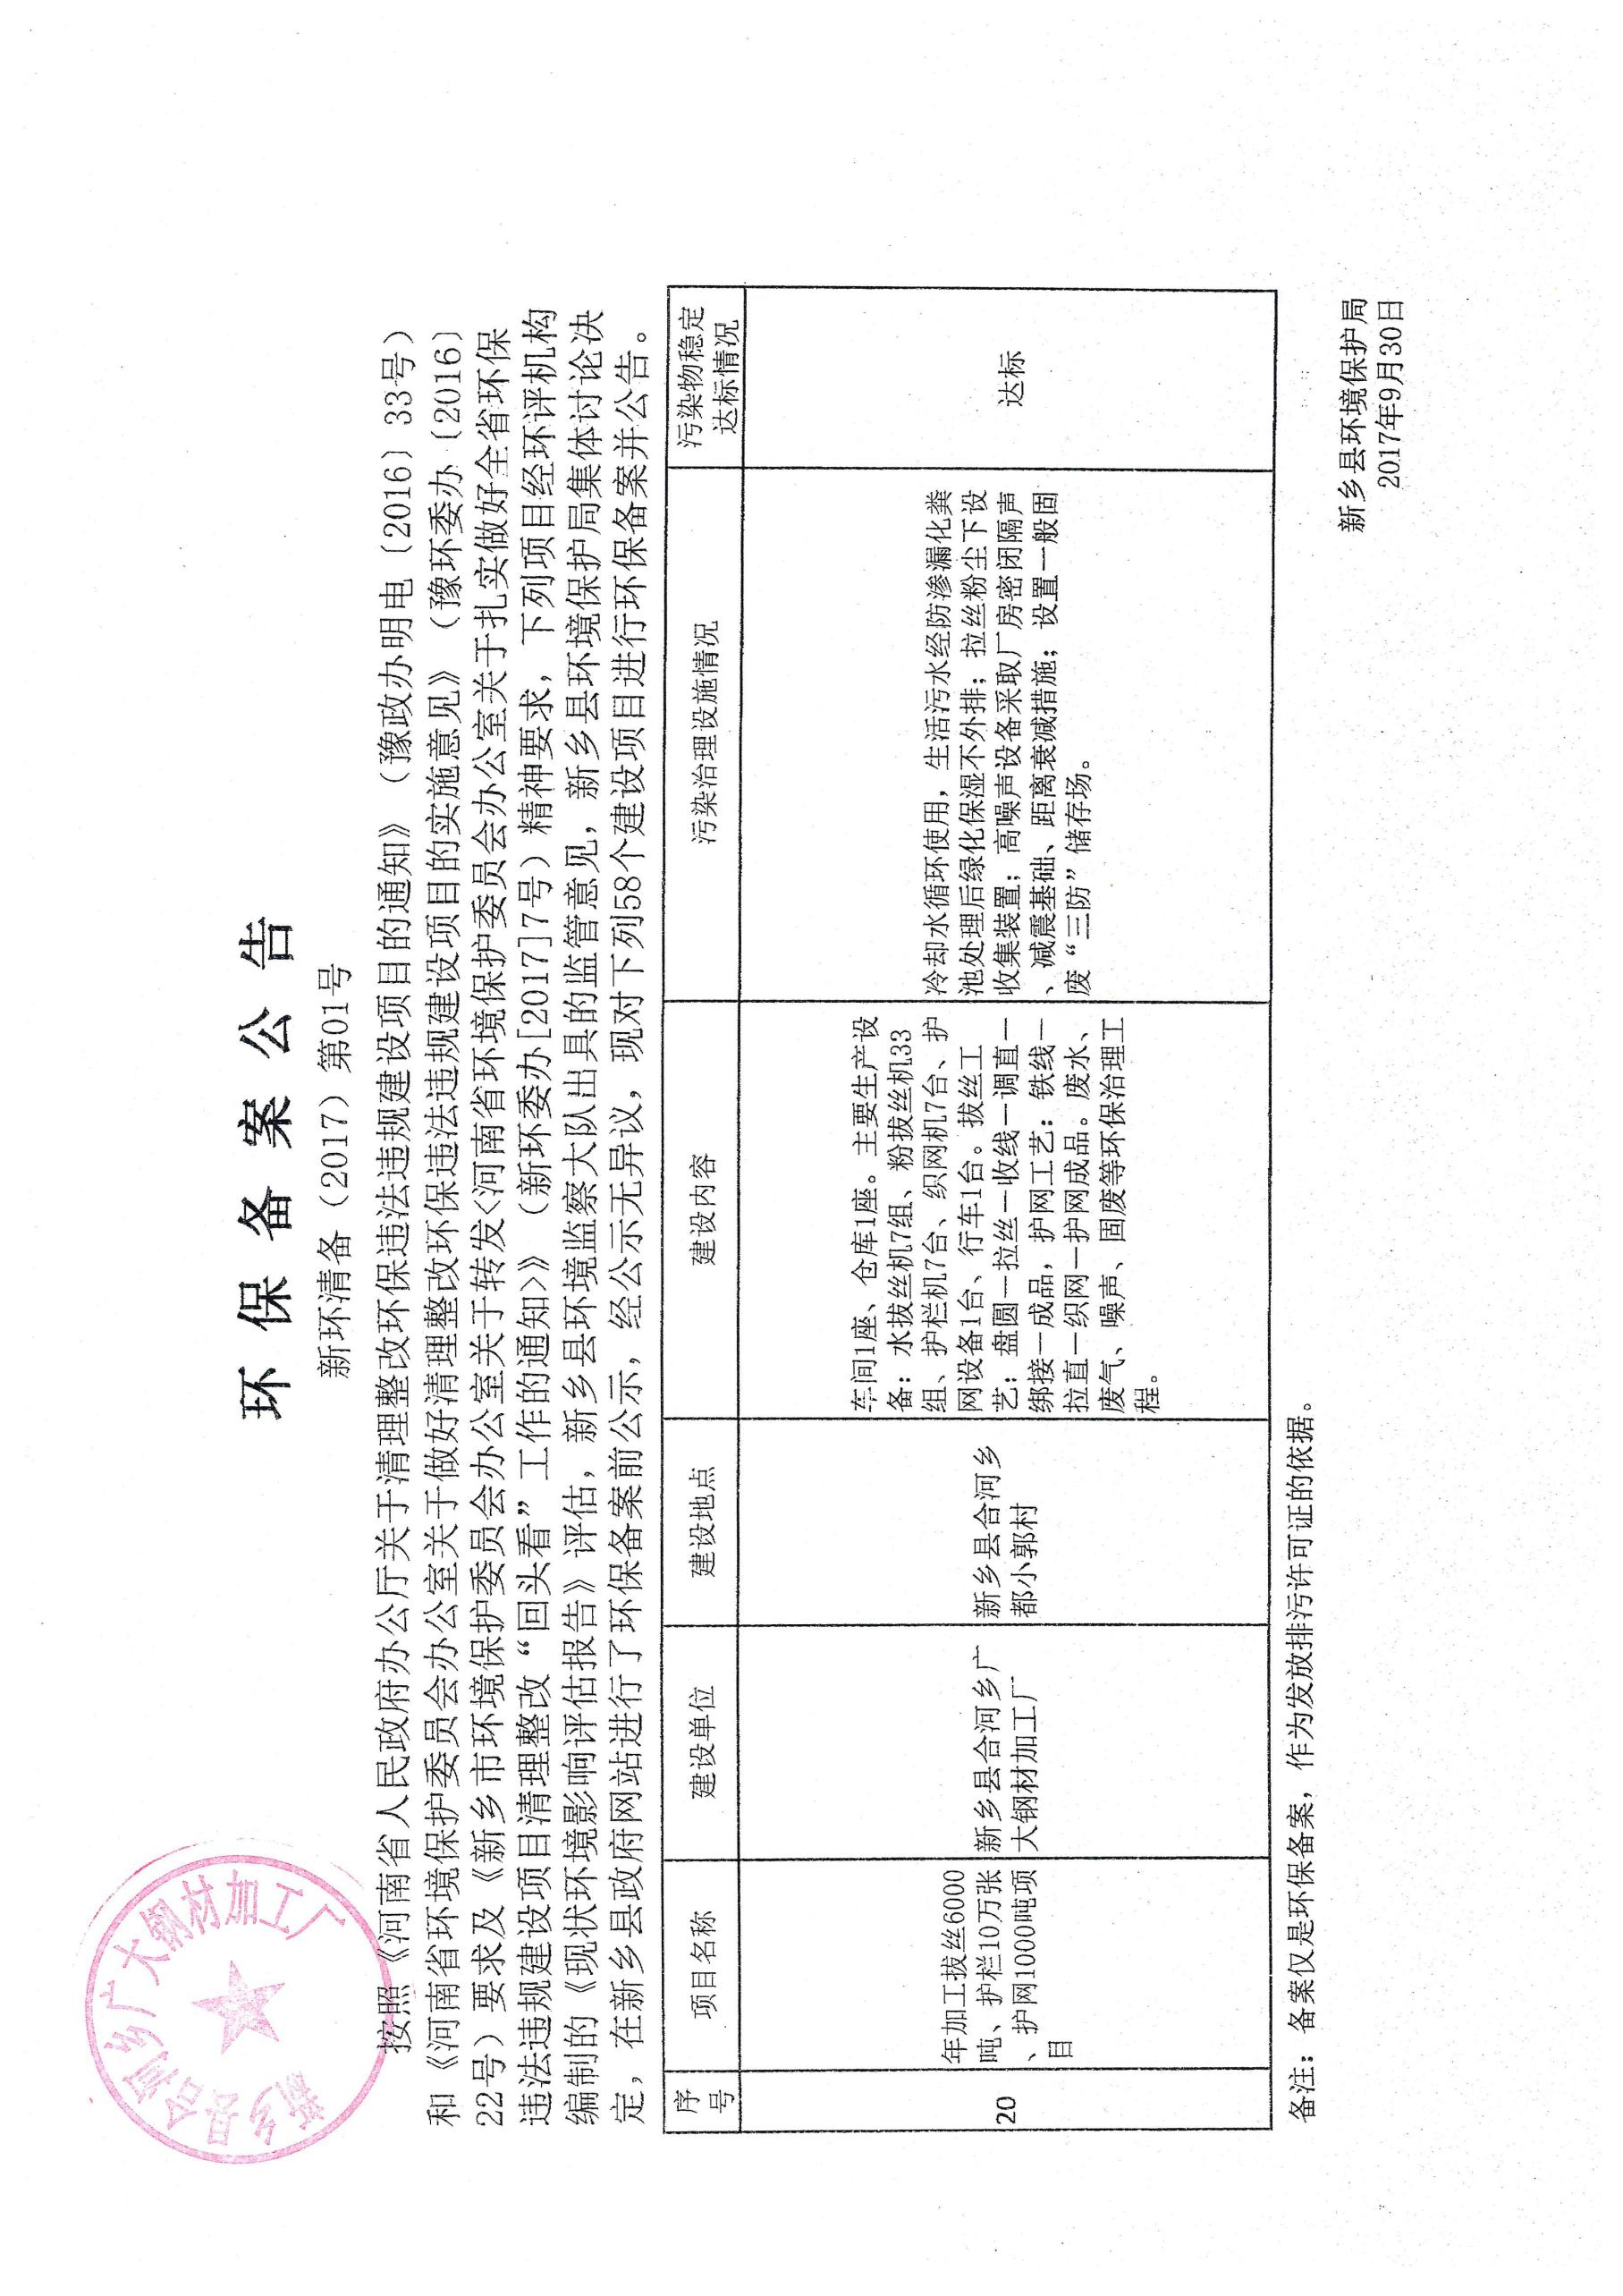 环保备案公告
新环清备（2017）第01号
按照《河南省人民政府办公厅关于清理整改环保违法违规建设项目的通知》（豫政办明电〔2016〕33号）
和《河南省环境保护委员会办公室关于做好清理整改环保违法违规建设项目的实施意见》（豫环委办〔2016〕
22号）要求及《新乡市环境保护委员会办公室关于转发<河南省环境保护委员会办公室关于扎实做好全省环保
违法违规建设项目清理整改“回头看”工作的通知>》（新环委办[2017]7号）精神要求，下列项目经环评机构
编制的《现状环境影响评估报告》评估，新乡县环境监察大队出具的监管意见，新乡县环境保护局集体讨论决
定，在新乡县政府网站进行了环保备案前公示，经公示无异议，现对下列58个建设项目进行环保备案并公告。
序号 项目名称 建设单位 建设地点 建设内容 污染治理设施情况 污染物稳定达标情况
20
年加工拔丝6000
吨、护栏10万张
、护网1000吨项
目
新乡县合河乡广
大钢材加工厂
新乡县合河乡
都小郭村
车间1座、仓库1座。主要生产设
备：水拔丝机7组、粉拔丝机33
组、护栏机7台、织网机7台、护
网设备1台、行车1台。拔丝工
艺：盘圆—拉丝—收线—调直—
绑接—成品，护网工艺：铁线—
拉直—织网—护网成品。废水、
废气、噪声、固废等环保治理工
程。
冷却水循环使用，生活污水经防渗漏化粪
池处理后绿化保湿不外排；拉丝粉尘下设
收集装置；高噪声设备采取厂房密闭隔声
、减震基础、距离衰减措施；设置一般固
废“三防”储存场。
达标
备注：备案仅是环保备案，作为发放排污许可证的依据。
新乡县环境保护局
2017年9月30日
新乡县合河乡广大钢材加工厂